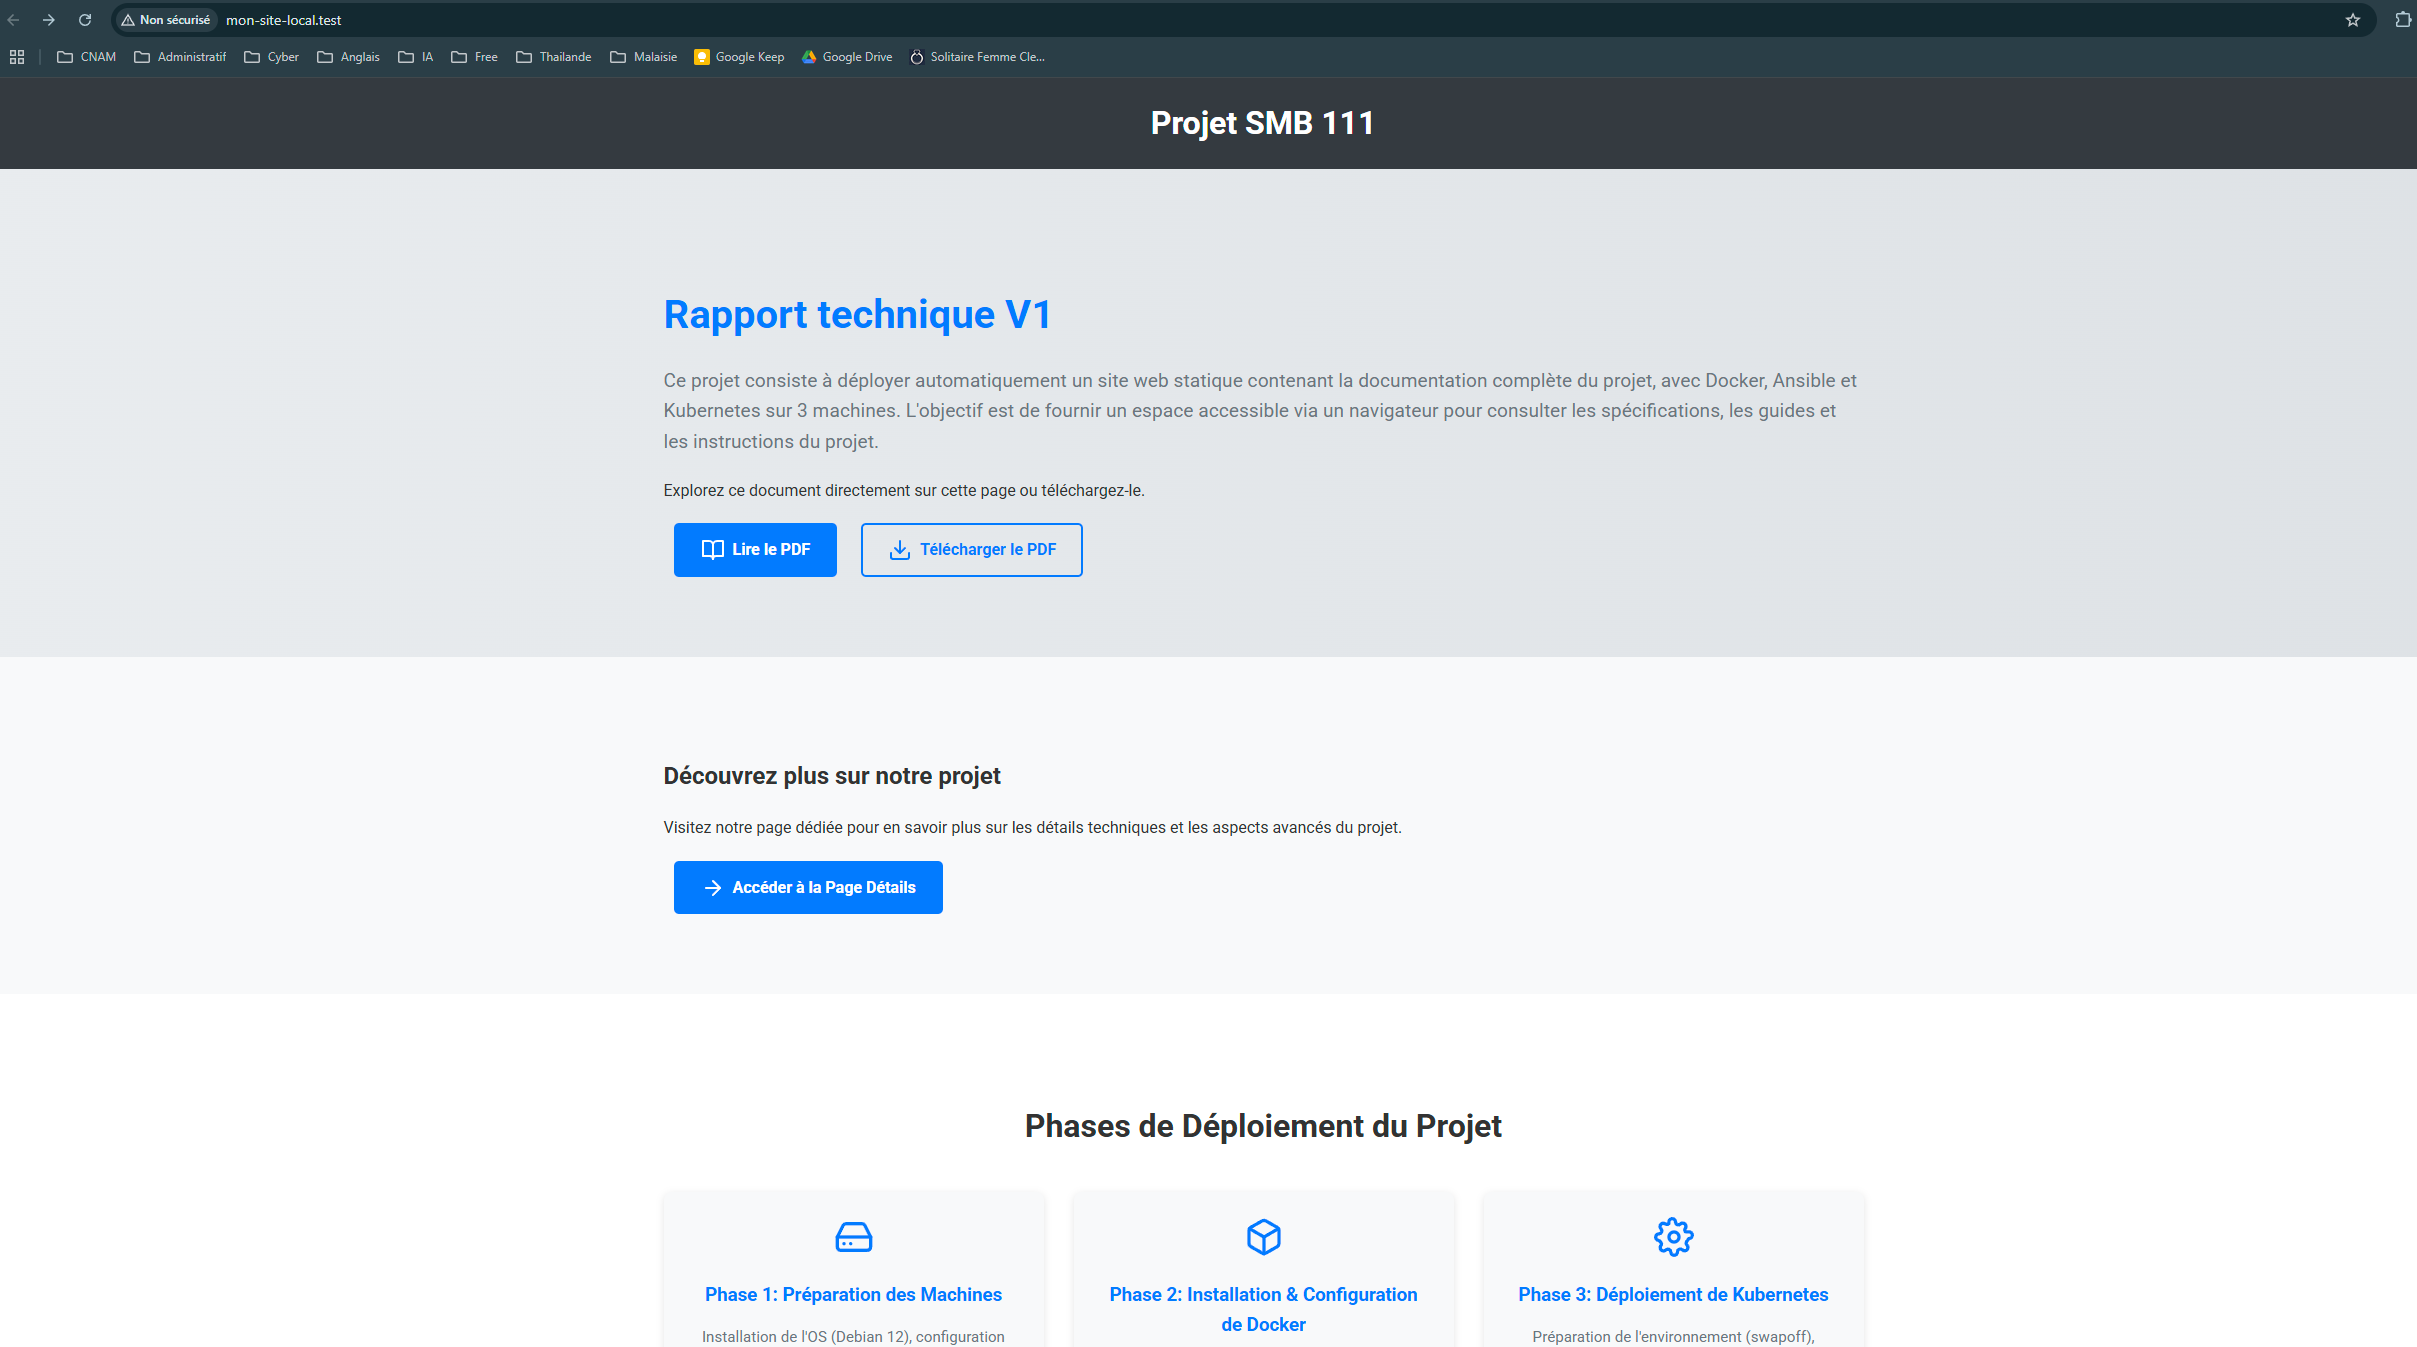 Non sécurisé mon-site-local.test
CNAM Administratif Cyber Anglais IA Free Thailande Malaisie Google Keep Google Drive Solitaire Femme Cle...
Projet SMB 111
Rapport technique V1
Ce projet consiste à déployer automatiquement un site web statique contenant la documentation complète du projet, avec Docker, Ansible et
Kubernetes sur 3 machines. L'objectif est de fournir un espace accessible via un navigateur pour consulter les spécifications, les guides et
les instructions du projet.
Explorez ce document directement sur cette page ou téléchargez-le.
Lire le PDF Télécharger le PDF
Découvrez plus sur notre projet
Visitez notre page dédiée pour en savoir plus sur les détails techniques et les aspects avancés du projet.
Accéder à la Page Détails
Phases de Déploiement du Projet
Phase 1: Préparation des Machines
Installation de l'OS (Debian 12), configuration
Phase 2: Installation & Configuration
de Docker
Phase 3: Déploiement de Kubernetes
Préparation de l'environnement (swapoff),